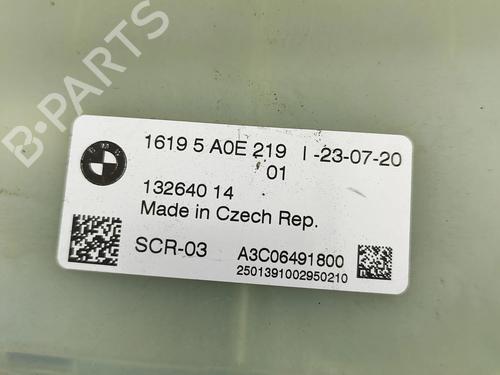 B-PARTS
BMW
1619 5 A0E 219 I -23-07-20
01
132640 14
Made in Czech Rep.
SCR-03 A3C06491800
2501391002950210